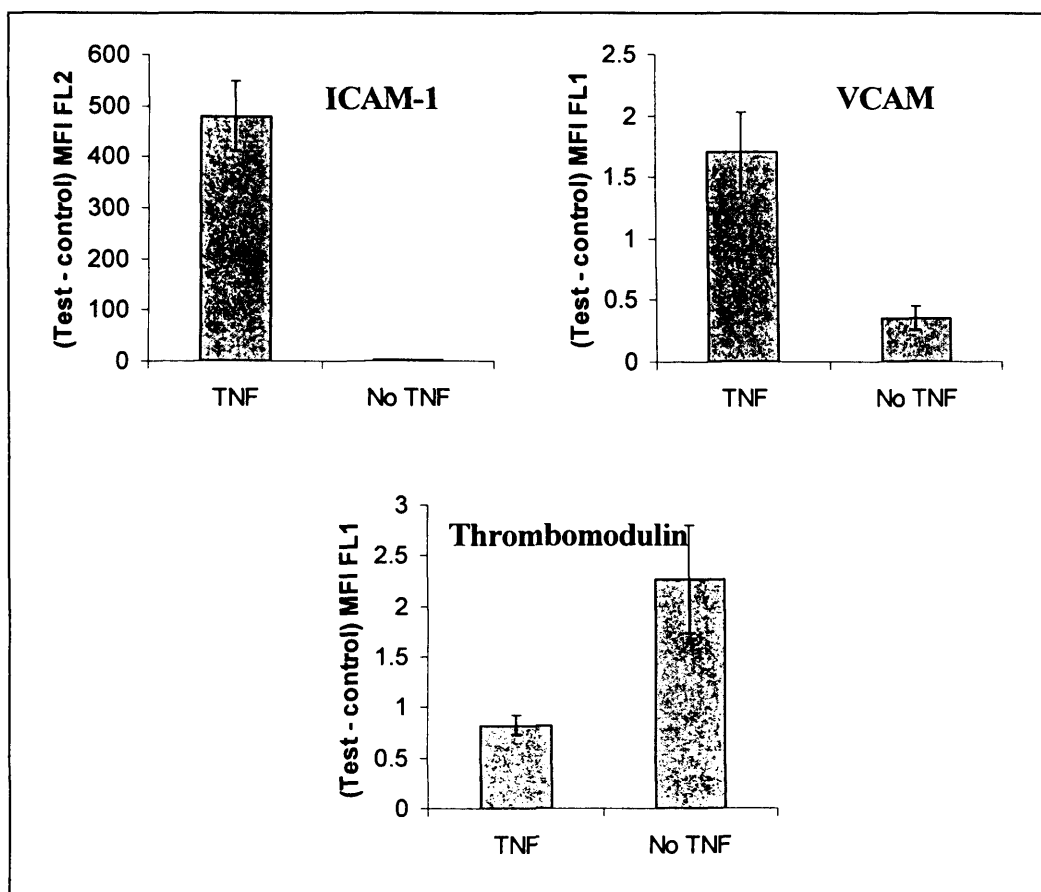 (Test - control) MFI FL2
600
500
400
300
200
100
0
ICAM-1
TNF No TNF
(Test - control) MFI FL1
2.5
2
1.5
1
0.5
0
VCAM
TNF No TNF
(Test - control) MFI FL1
3
2.5
2
1.5
1
0.5
0
Thrombomodulin
TNF No TNF